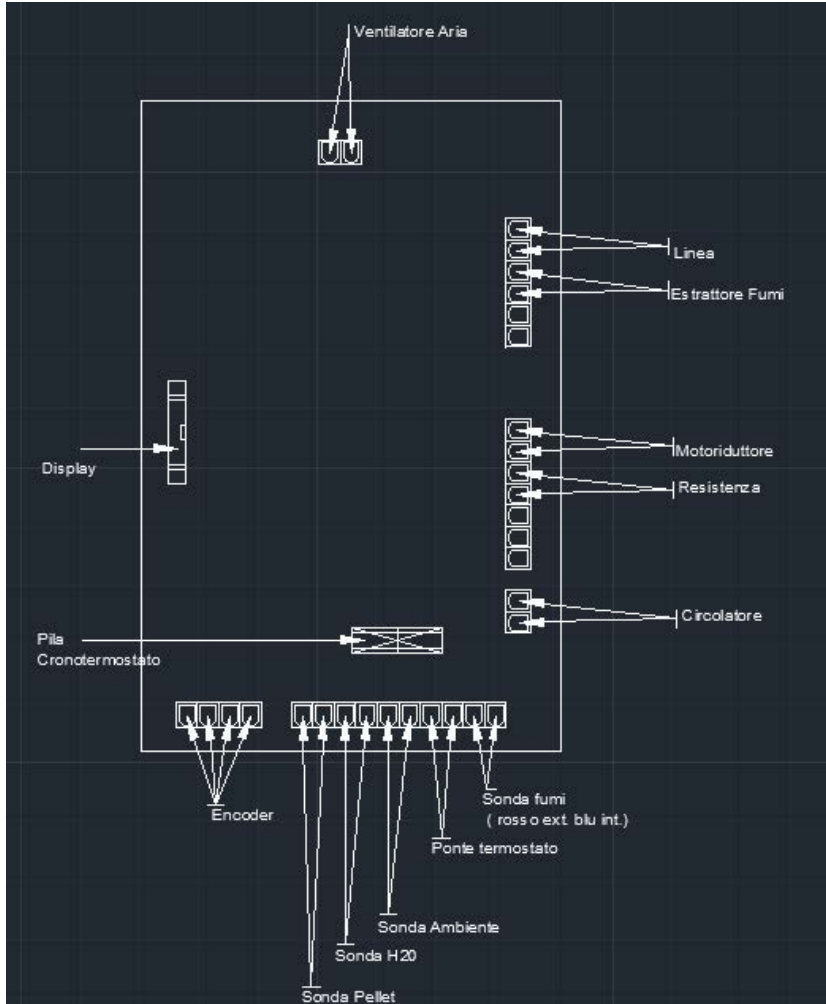 Ventilatore Aria
Linea
Estrattore Fumi
Motoriduttore
Display
Resistenza
Circolatore
Pila
Cronotermostato
Sonda fumi
( rosso ext. blu int.)
Encoder
Ponte termostato
Sonda Ambiente
Sonda H20
Sonda Pellet